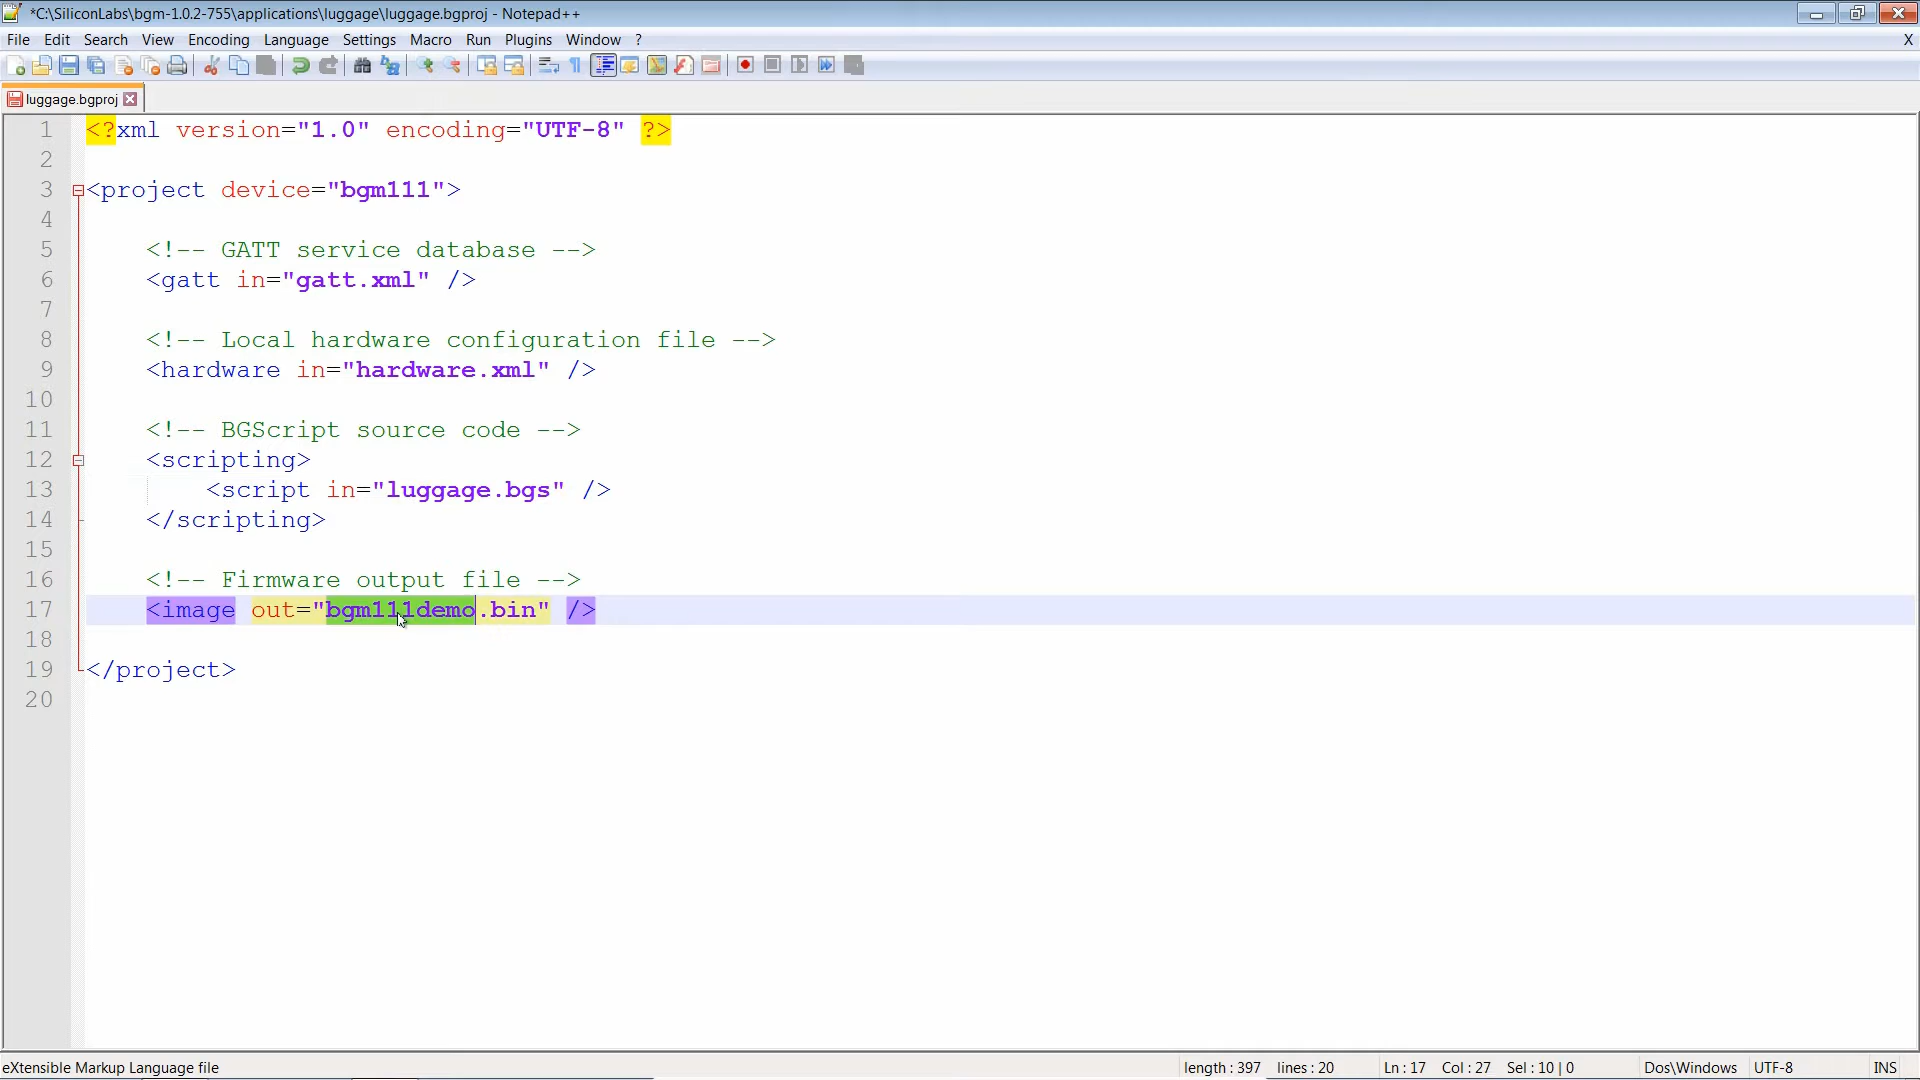 *C:\SiliconLabs\bgm-1.0.2-755\applications\luggage\luggage.bgproj - Notepad++
File Edit Search View Encoding Language Settings Macro Run Plugins Window ? X
luggage.bgproj
1 <?xml version="1.0" encoding="UTF-8" ?>
2
3 <project device="bgm111">
4
5 <!-- GATT service database -->
6 <gatt in="gatt.xml" />
7
8 <!-- Local hardware configuration file -->
9 <hardware in="hardware.xml" />
10
11 <!-- BGScript source code -->
12 <scripting>
13 <script in="luggage.bgs" />
14 </scripting>
15
16 <!-- Firmware output file -->
17 <image out="bgm111demo.bin" />
18
19 </project>
20
eXtensible Markup Language file length : 397 lines : 20 Ln : 17 Col : 27 Sel : 10 | 0 Dos\Windows UTF-8 INS